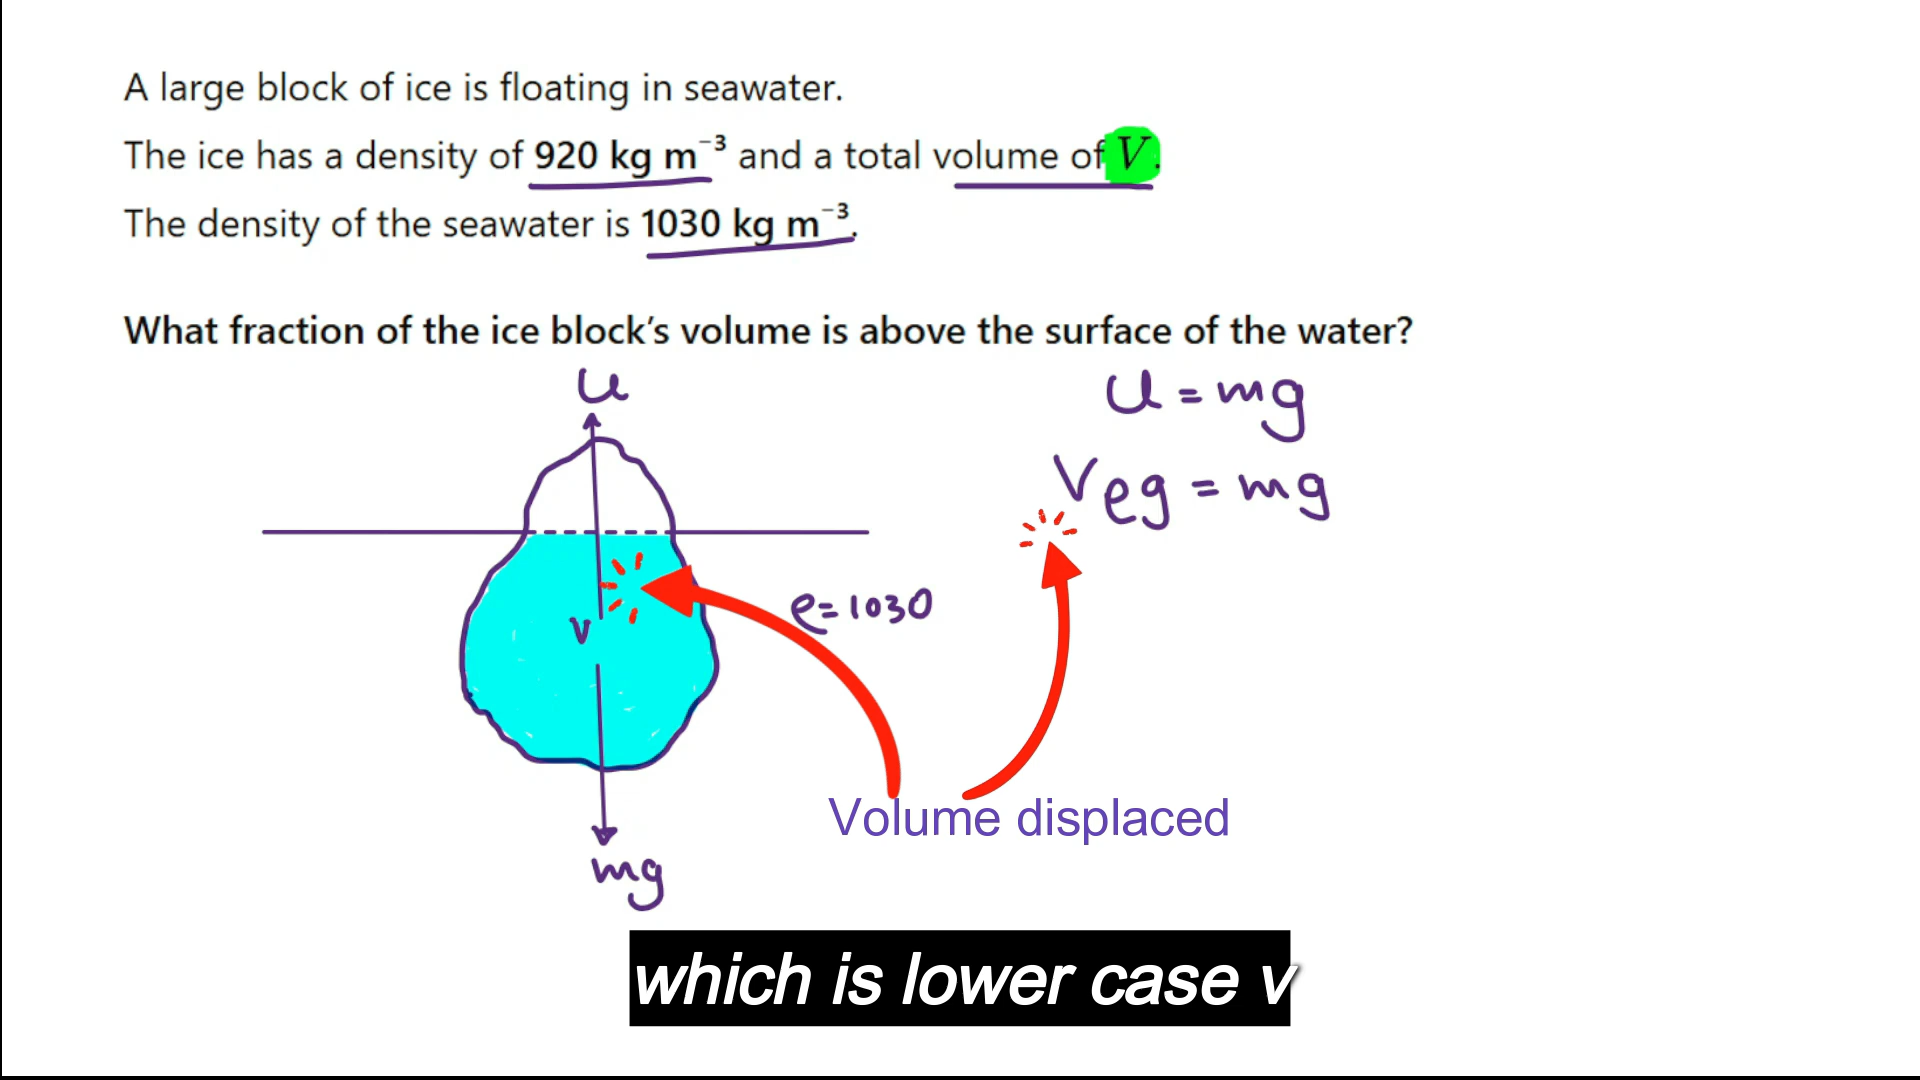 A large block of ice is floating in seawater.
The ice has a density of 920 kg m⁻³ and a total volume of V.
The density of the seawater is 1030 kg m⁻³.
What fraction of the ice block's volume is above the surface of the water?
U
U = mg
Vρg = mg
ρ=1030
v
Volume displaced
mg
which is lower case v